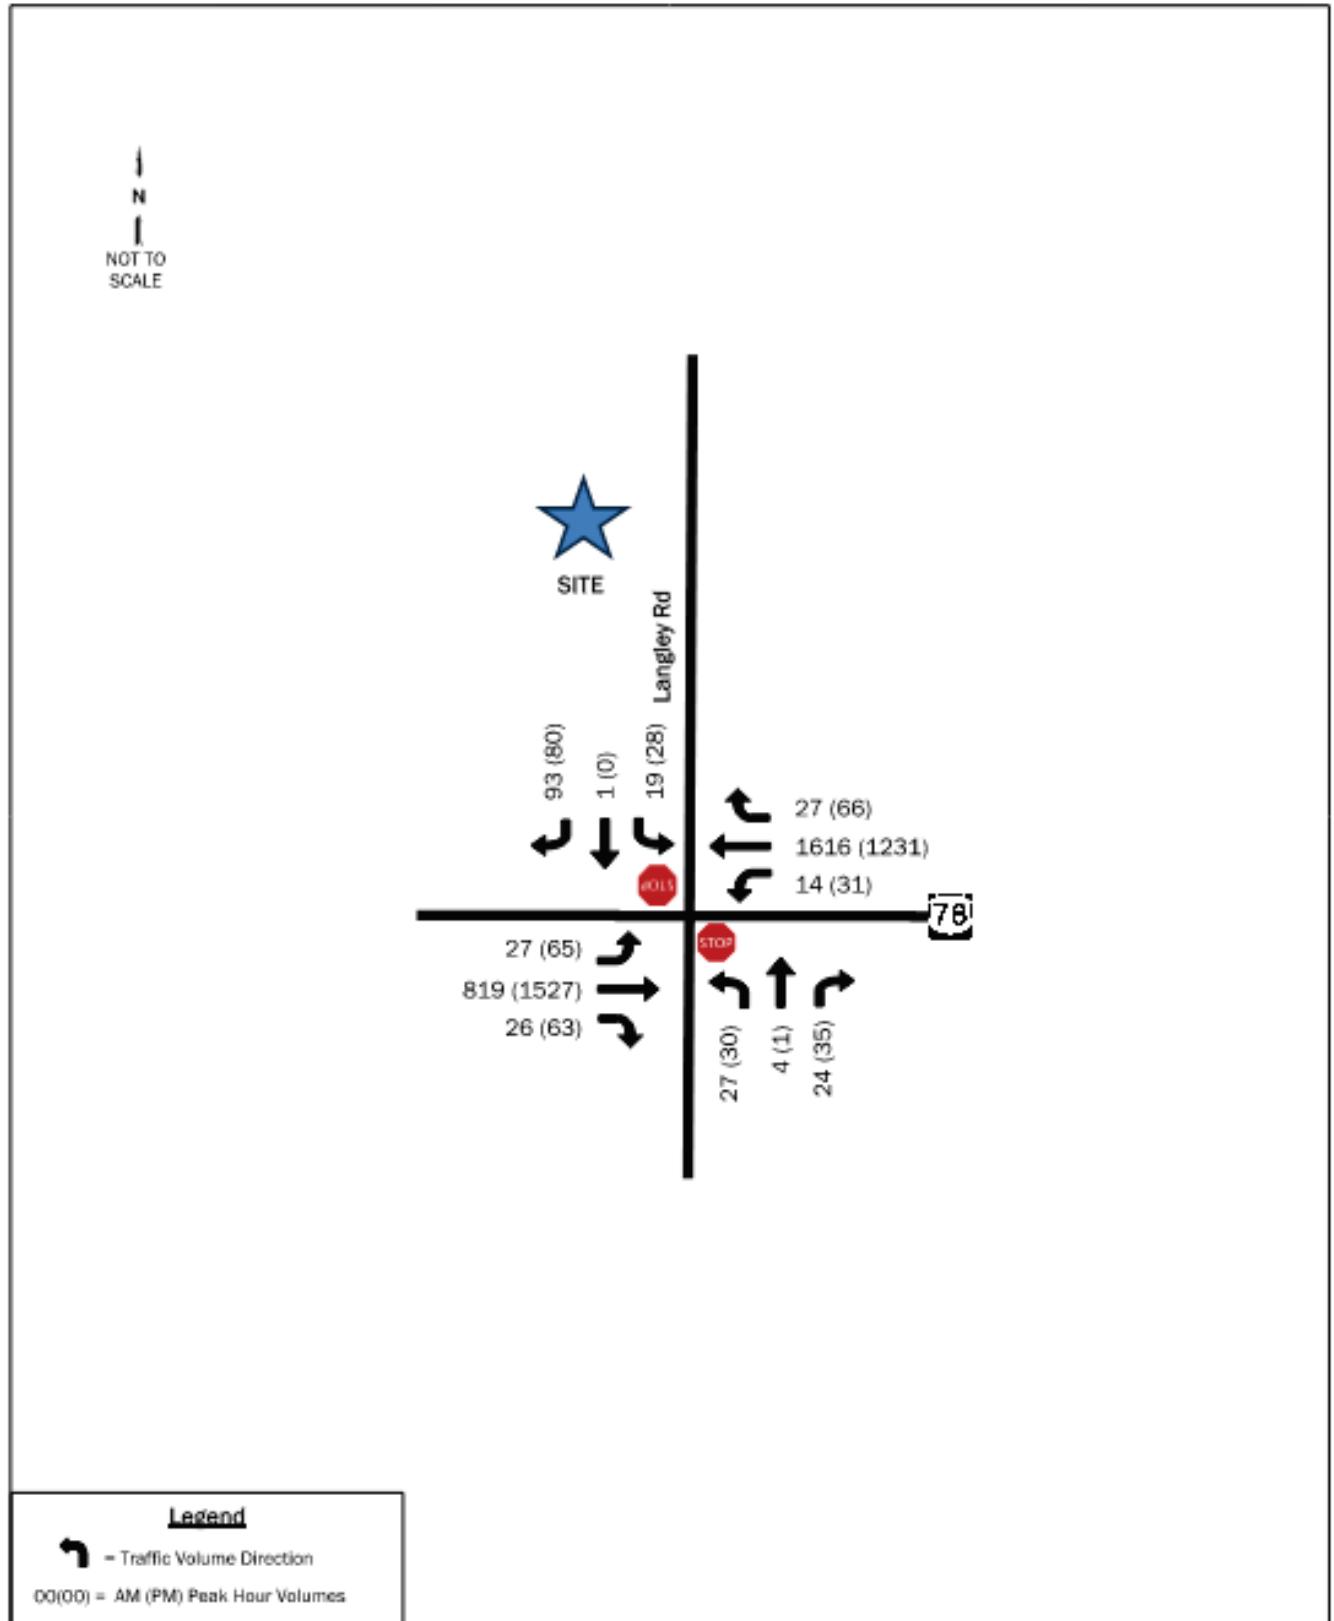 N
NOT TO
SCALE
SITE
Langley Rd
93 (80)
1 (0)
19 (28)
27 (66)
1616 (1231)
14 (31)
STOP
78
27 (65)
819 (1527)
26 (63)
STOP
27 (30)
4 (1)
24 (35)
Legend
= Traffic Volume Direction
00(00) = AM (PM) Peak Hour Volumes